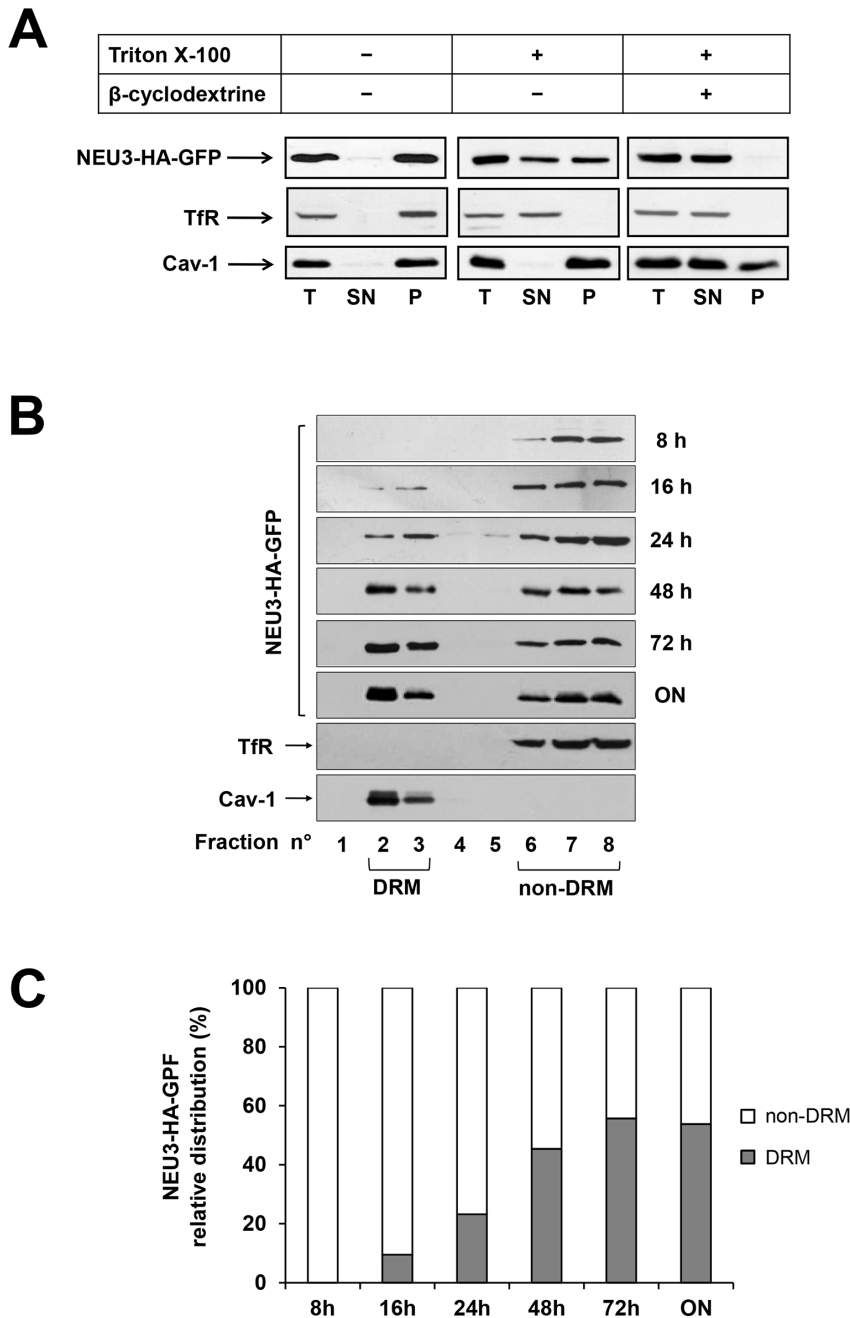 A
Triton X-100 − + +
β-cyclodextrine − − +
NEU3-HA-GFP
TfR
Cav-1
T SN P T SN P T SN P
B
NEU3-HA-GFP
8 h
16 h
24 h
48 h
72 h
ON
TfR
Cav-1
Fraction n° 1 2 3 4 5 6 7 8
DRM non-DRM
C
NEU3-HA-GPF
relative distribution (%)
100
80
60
40
20
0
8h 16h 24h 48h 72h ON
non-DRM
DRM